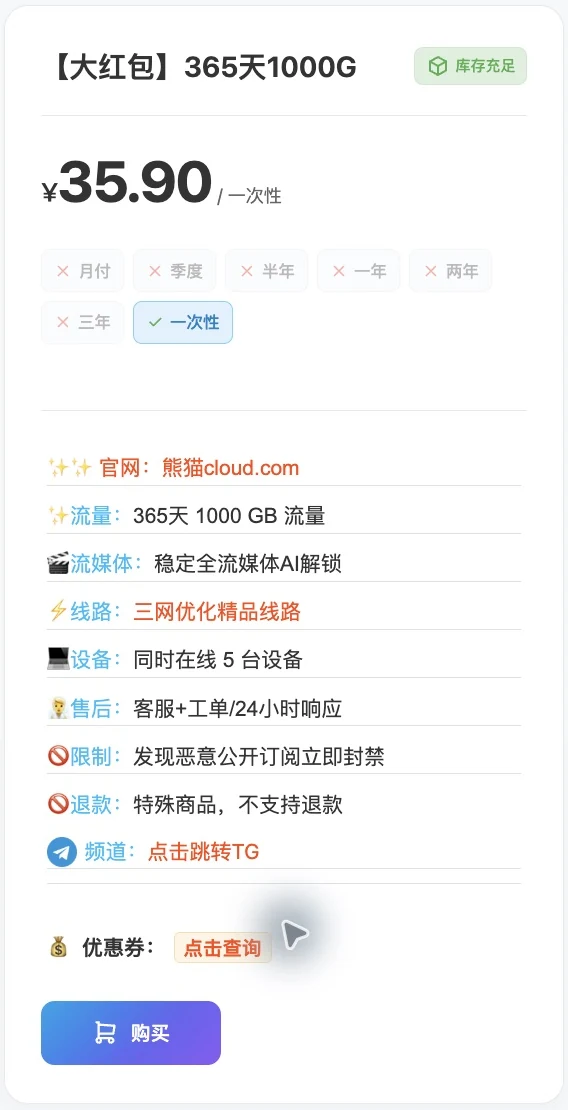 【大红包】365天1000G
库存充足
¥35.90 / 一次性
月付 季度 半年 一年 两年
三年 一次性
✨✨ 官网：熊猫cloud.com
✨流量：365天 1000 GB 流量
🎬流媒体：稳定全流媒体AI解锁
⚡线路：三网优化精品线路
💻设备：同时在线 5 台设备
👨‍💼售后：客服+工单/24小时响应
🚫限制：发现恶意公开订阅立即封禁
🚫退款：特殊商品，不支持退款
频道：点击跳转TG
💰 优惠券：点击查询
购买